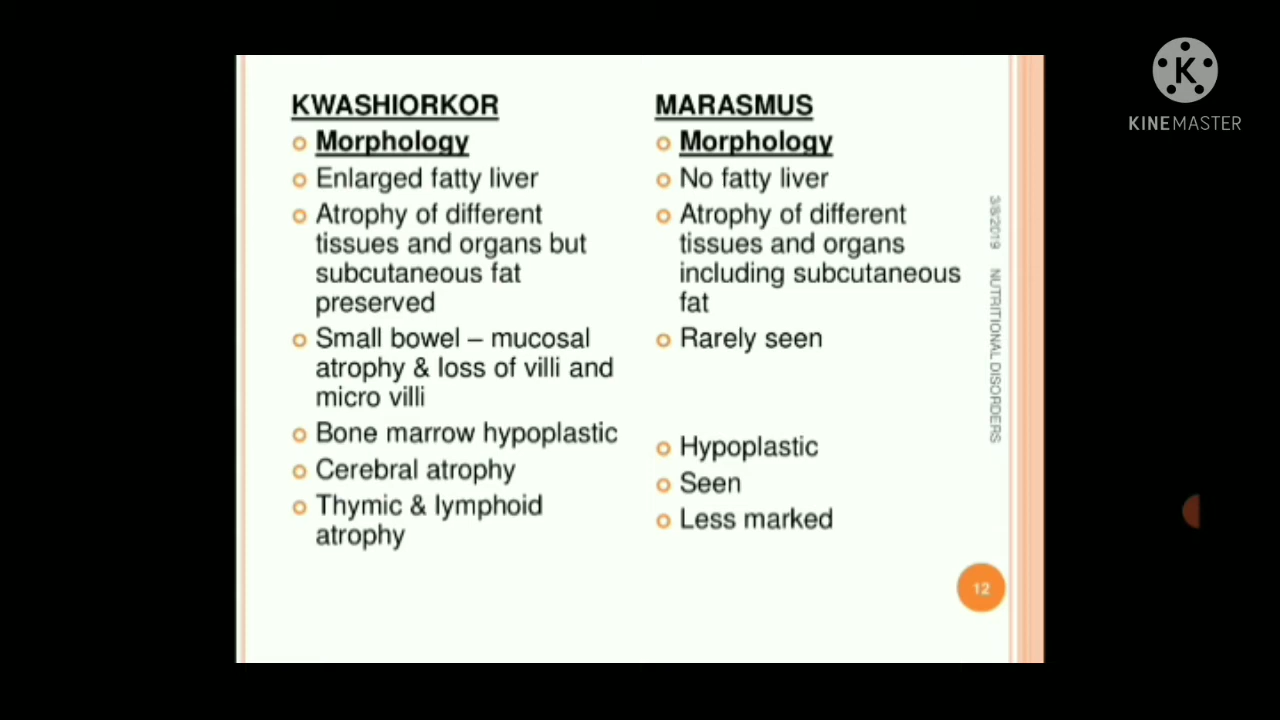 KWASHIORKOR
Morphology
Enlarged fatty liver
Atrophy of different
tissues and organs but
subcutaneous fat
preserved
Small bowel – mucosal
atrophy & loss of villi and
micro villi
Bone marrow hypoplastic
Cerebral atrophy
Thymic & lymphoid
atrophy
MARASMUS
Morphology
No fatty liver
Atrophy of different
tissues and organs
including subcutaneous
fat
Rarely seen
Hypoplastic
Seen
Less marked
3/8/2019 NUTRITIONAL DISORDERS
12
K
KINEMASTER